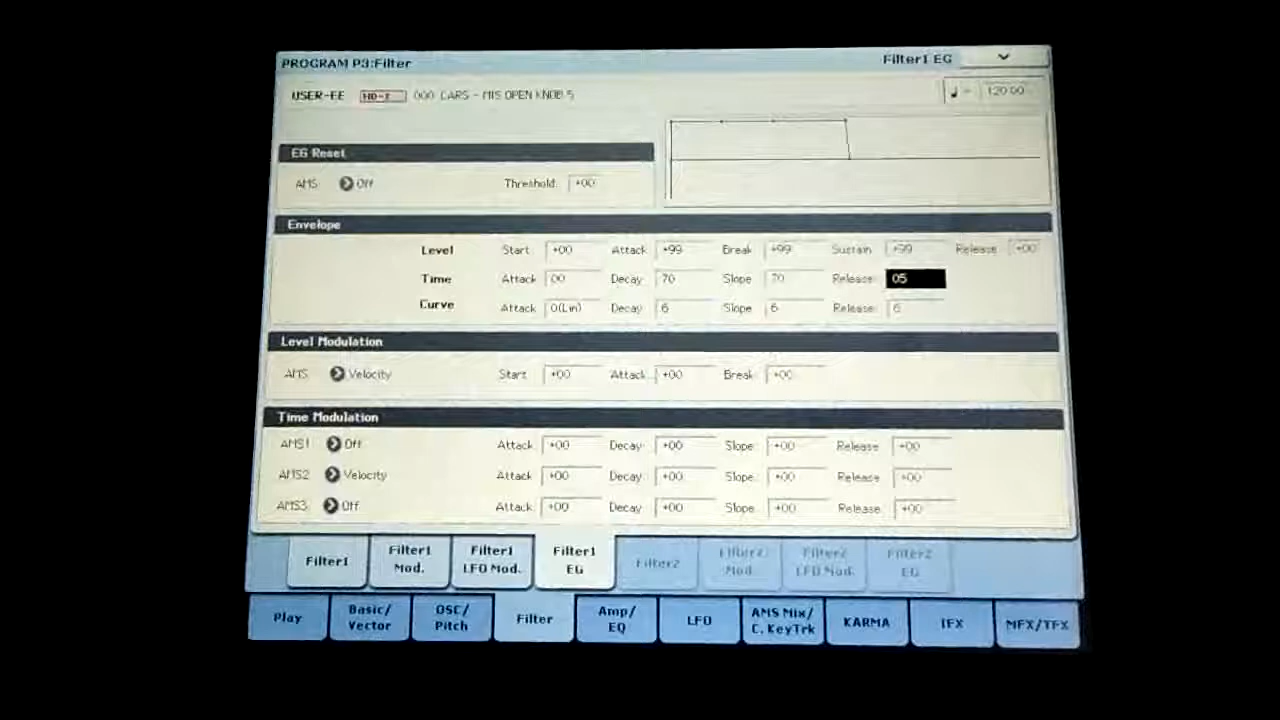 PROGRAM P3:Filter Filter1 EG
USER-EE HD-1 000 CARS - MIS OPEN KNOB 5 ♩ = 120.00
EG Reset
AMS Off Threshold: +00
Envelope
Level Start +00 Attack +99 Break +99 Sustain +99 Release +00
Time Attack 00 Decay 70 Slope 70 Release: 05
Curve Attack 0(Lin) Decay 6 Slope 6 Release: 6
Level Modulation
AMS Velocity Start +00 Attack +00 Break +00
Time Modulation
AMS1 Off Attack +00 Decay +00 Slope +00 Release +00
AMS2 Velocity Attack +00 Decay +00 Slope +00 Release +00
AMS3 Off Attack +00 Decay +00 Slope +00 Release +00
Filter1 Filter1 Mod. Filter1 LFO Mod. Filter1 EG Filter2 Filter2 Mod. Filter2 LFO Mod. Filter2 EG
Play Basic/Vector OSC/Pitch Filter Amp/EQ LFO AMS Mix/C. KeyTrk KARMA IFX MFX/TFX